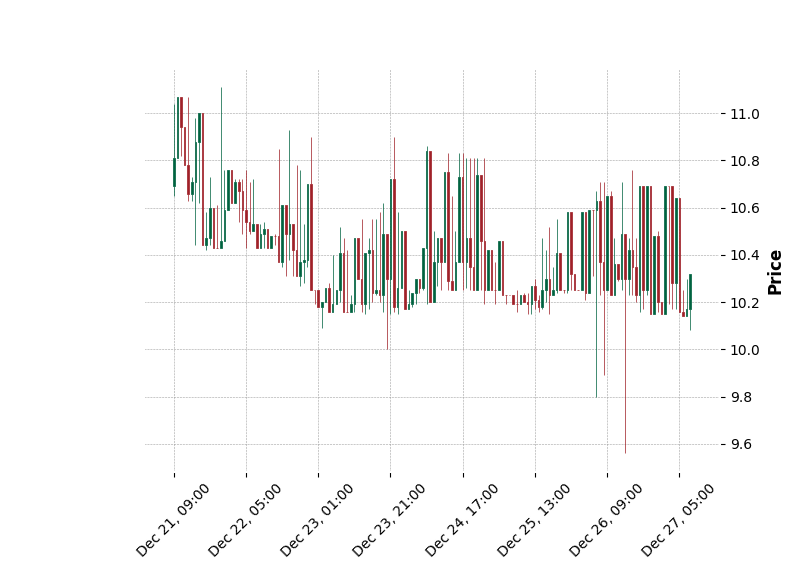 11.0
10.8
10.6
10.4
10.2
10.0
9.8
9.6
Price
Dec 21, 09:00
Dec 22, 05:00
Dec 23, 01:00
Dec 23, 21:00
Dec 24, 17:00
Dec 25, 13:00
Dec 26, 09:00
Dec 27, 05:00